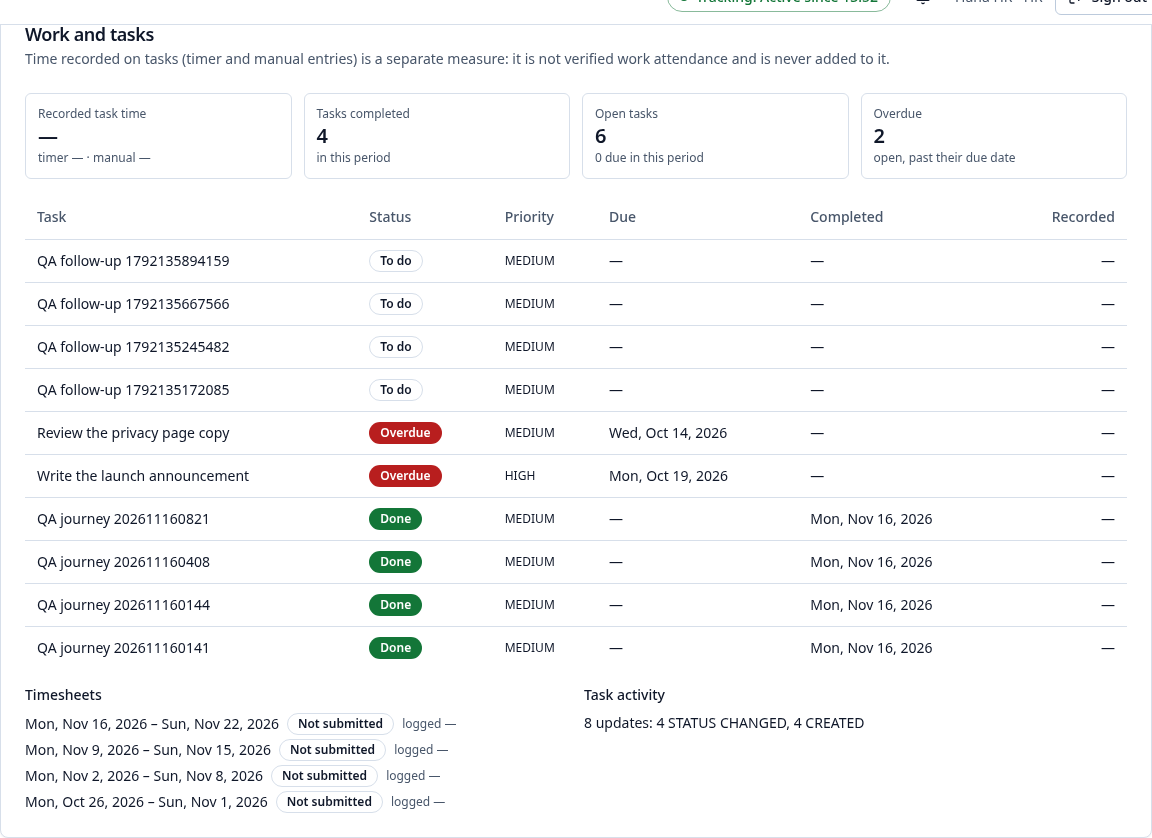 Tracking: Active since 13:32
Hana HR · HR
Sign out
Work and tasks
Time recorded on tasks (timer and manual entries) is a separate measure: it is not verified work attendance and is never added to it.
Recorded task time
—
timer — · manual —
Tasks completed
4
in this period
Open tasks
6
0 due in this period
Overdue
2
open, past their due date
Task Status Priority Due Completed Recorded
QA follow-up 1792135894159 To do MEDIUM — — —
QA follow-up 1792135667566 To do MEDIUM — — —
QA follow-up 1792135245482 To do MEDIUM — — —
QA follow-up 1792135172085 To do MEDIUM — — —
Review the privacy page copy Overdue MEDIUM Wed, Oct 14, 2026 — —
Write the launch announcement Overdue HIGH Mon, Oct 19, 2026 — —
QA journey 202611160821 Done MEDIUM — Mon, Nov 16, 2026 —
QA journey 202611160408 Done MEDIUM — Mon, Nov 16, 2026 —
QA journey 202611160144 Done MEDIUM — Mon, Nov 16, 2026 —
QA journey 202611160141 Done MEDIUM — Mon, Nov 16, 2026 —
Timesheets
Mon, Nov 16, 2026 – Sun, Nov 22, 2026 Not submitted logged —
Mon, Nov 9, 2026 – Sun, Nov 15, 2026 Not submitted logged —
Mon, Nov 2, 2026 – Sun, Nov 8, 2026 Not submitted logged —
Mon, Oct 26, 2026 – Sun, Nov 1, 2026 Not submitted logged —
Task activity
8 updates: 4 STATUS CHANGED, 4 CREATED